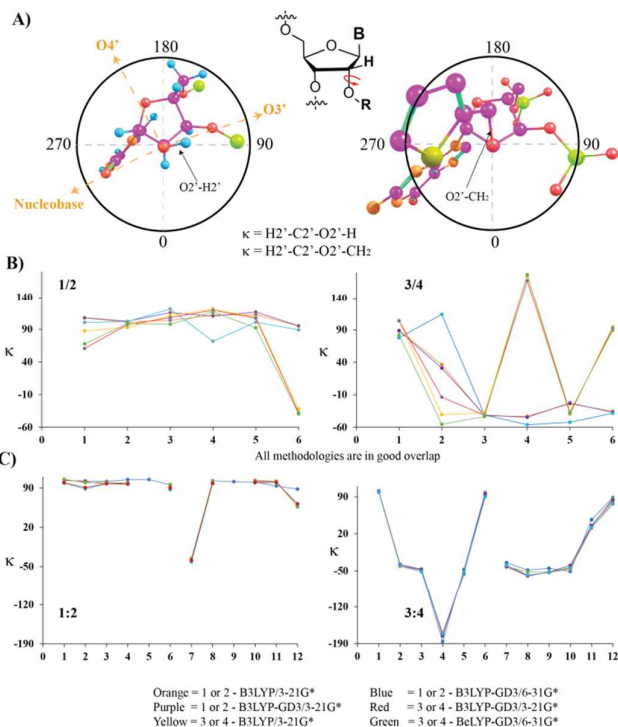 A)
180
O4'
O3'
270
90
O2'-H2'
Nucleobase
0
B
O
O
H
O
O
R
180
270
90
O2'-CH2
0
κ = H2'-C2'-O2'-H
κ = H2'-C2'-O2'-CH2
B)
1/2
140
90
40
-10
-60
κ
0 1 2 3 4 5 6
3/4
140
90
40
-10
-60
κ
0 1 2 3 4 5 6
All methodologies are in good overlap
C)
90
20
-50
-120
-190
κ
1:2
0 1 2 3 4 5 6 7 8 9 10 11 12
90
20
-50
-120
-190
κ
3:4
0 1 2 3 4 5 6 7 8 9 10 11 12
Orange = 1 or 2 - B3LYP/3-21G*
Purple = 1 or 2 - B3LYP-GD3/3-21G*
Yellow = 3 or 4 - B3LYP/3-21G*
Blue = 1 or 2 - B3LYP-GD3/6-31G*
Red = 3 or 4 - B3LYP-GD3/3-21G*
Green = 3 or 4 - BeLYP-GD3/6-31G*